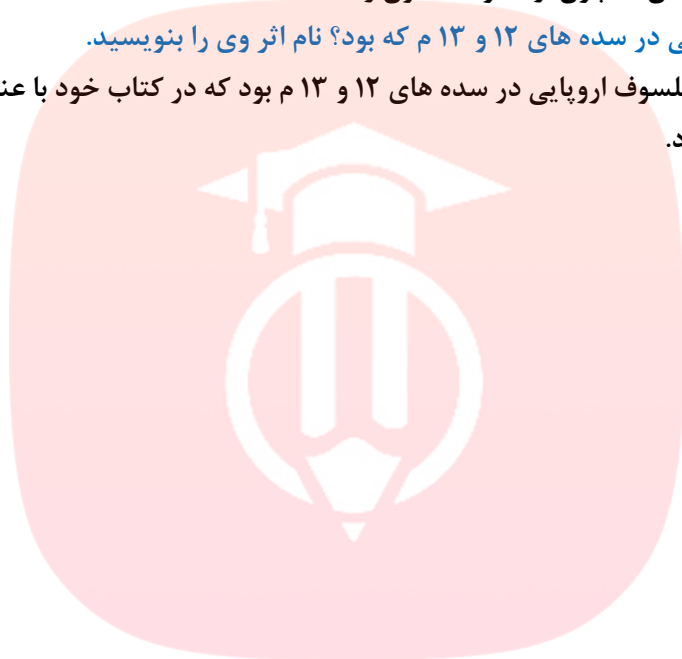 ی در سده های ۱۲ و ۱۳ م که بود؟ نام اثر وی را بنویسید.
لسوف اروپایی در سده های ۱۲ و ۱۳ م بود که در کتاب خود با عن
د.